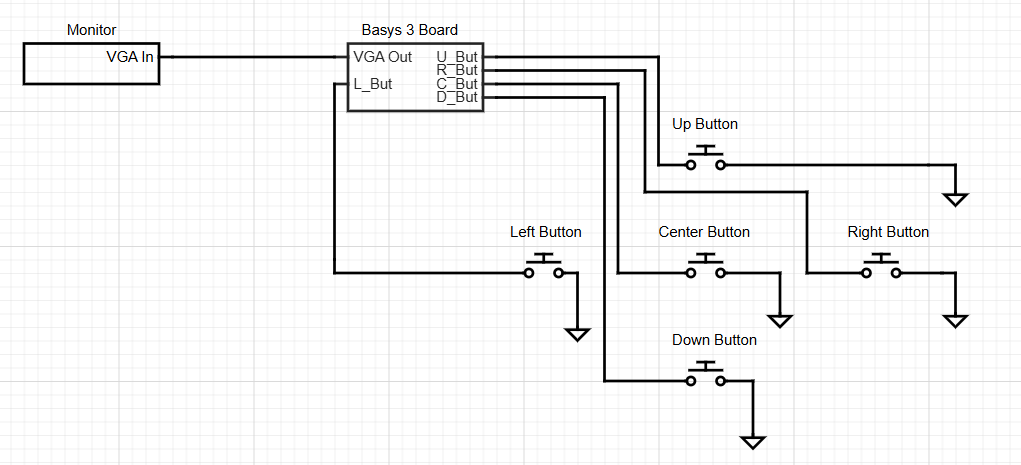 Monitor
VGA In
Basys 3 Board
VGA Out
L_But
U_But
R_But
C_But
D_But
Up Button
Left Button
Center Button
Right Button
Down Button